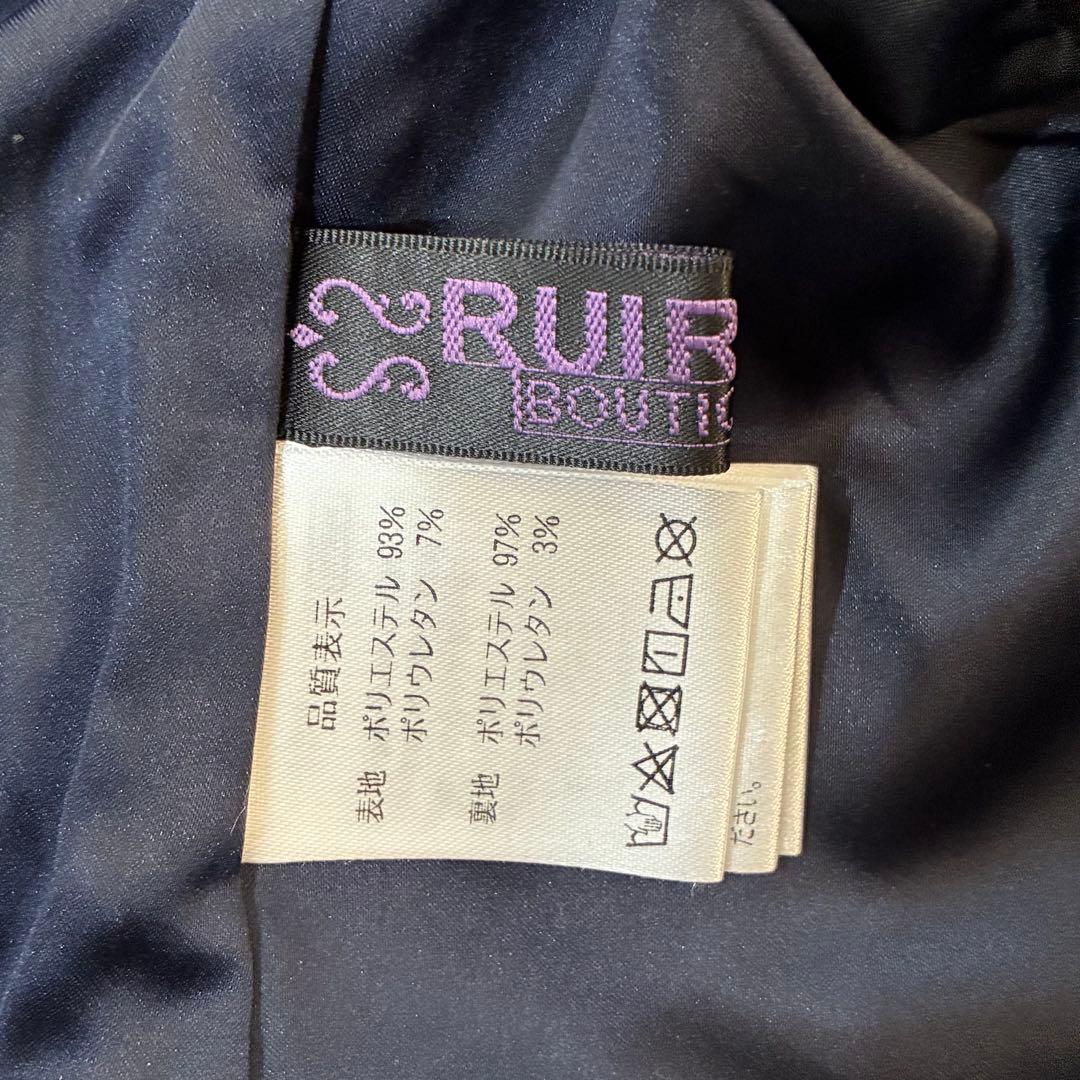 RUIR
BOUTIC
品質表示
表地 ポリエステル 93%
ポリウレタン 7%
裏地 ポリエステル 97%
ポリウレタン 3%
ださい。